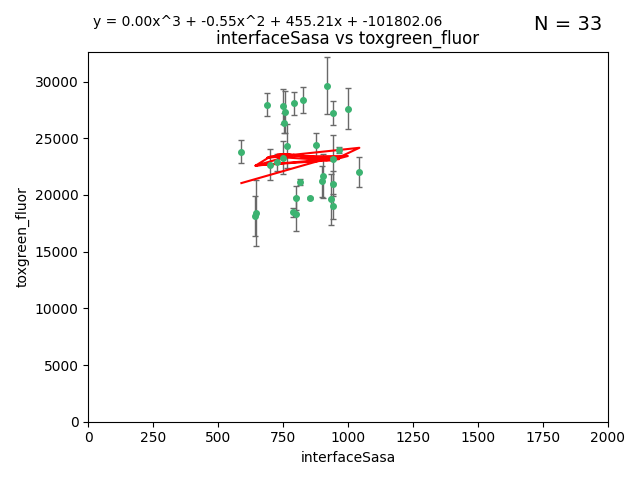 y = 0.00x^3 + -0.55x^2 + 455.21x + -101802.06
N = 33
interfaceSasa vs toxgreen_fluor
30000
25000
20000
15000
10000
5000
0
toxgreen_fluor
0 250 500 750 1000 1250 1500 1750 2000
interfaceSasa